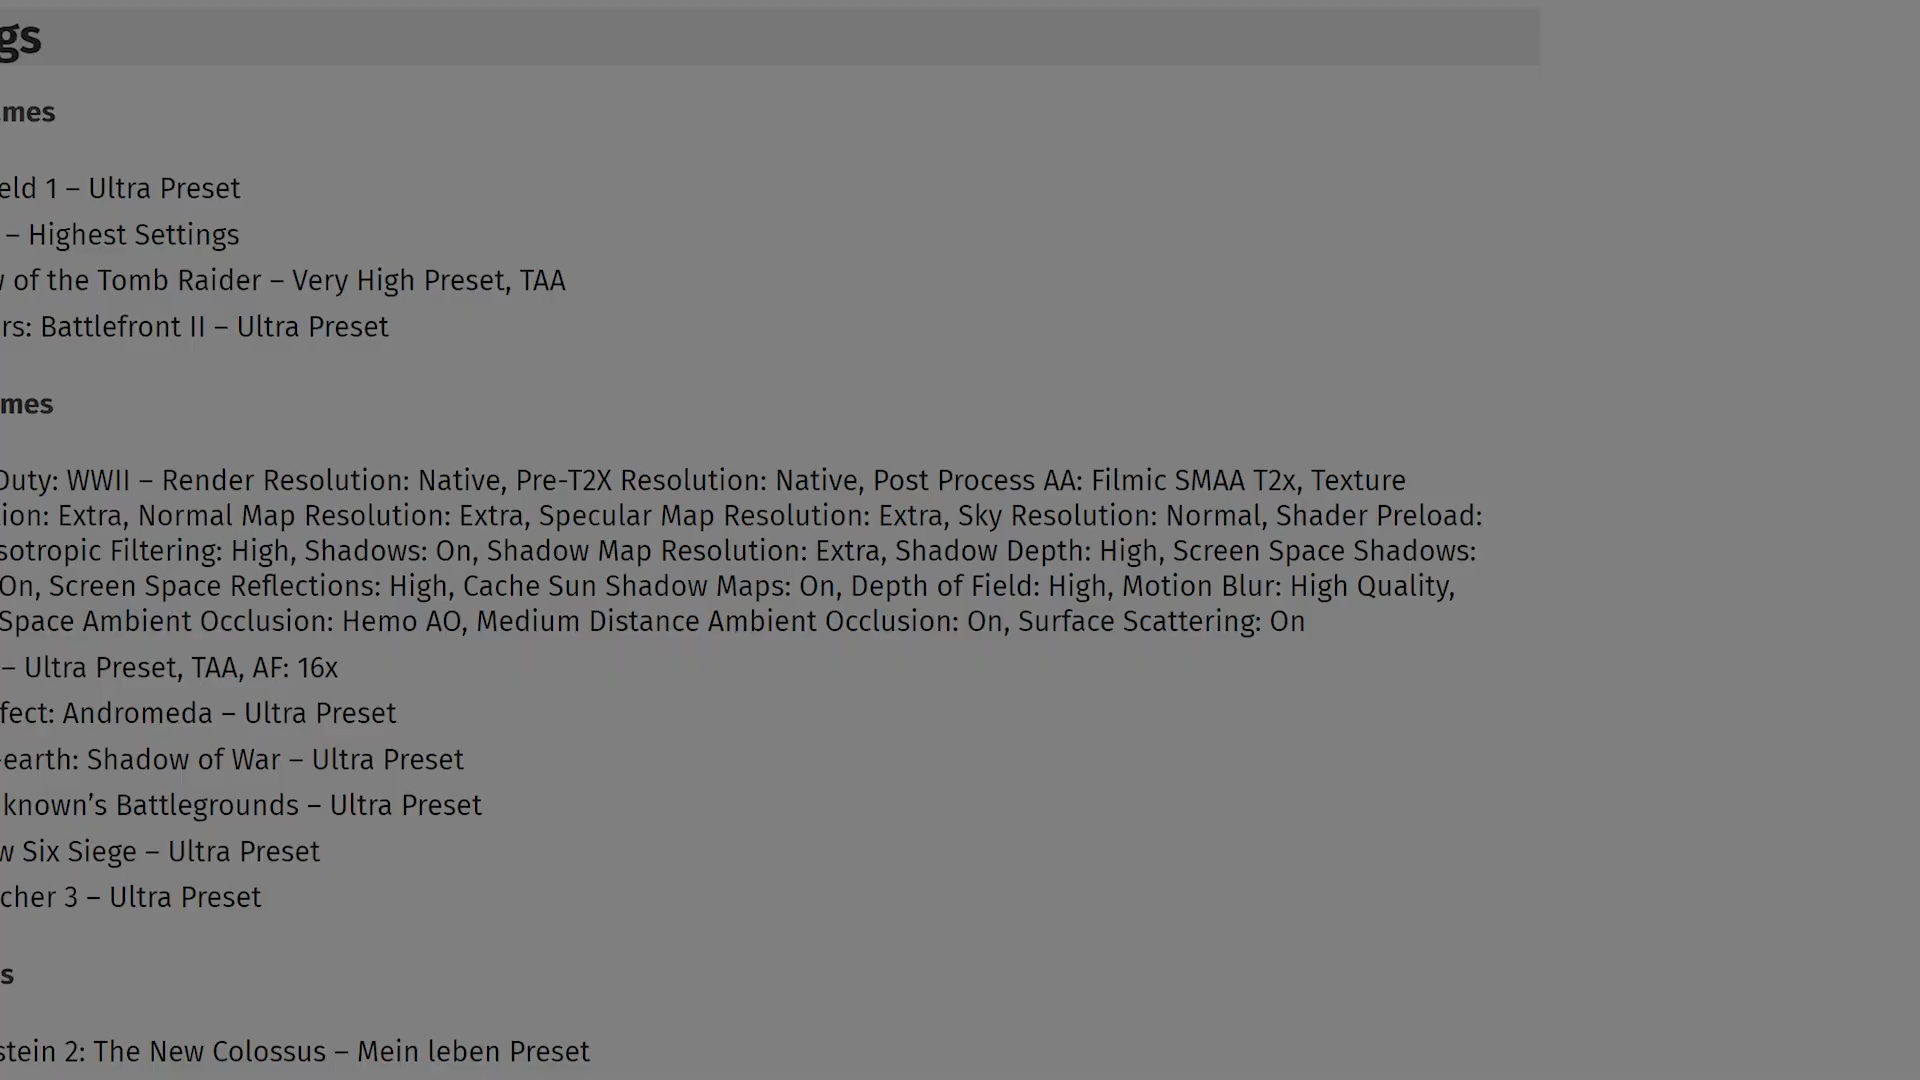 gs
mes
eld 1 – Ultra Preset
– Highest Settings
of the Tomb Raider – Very High Preset, TAA
rs: Battlefront II – Ultra Preset
mes
Duty: WWII – Render Resolution: Native, Pre-T2X Resolution: Native, Post Process AA: Filmic SMAA T2x, Texture
ion: Extra, Normal Map Resolution: Extra, Specular Map Resolution: Extra, Sky Resolution: Normal, Shader Preload:
sotropic Filtering: High, Shadows: On, Shadow Map Resolution: Extra, Shadow Depth: High, Screen Space Shadows:
On, Screen Space Reflections: High, Cache Sun Shadow Maps: On, Depth of Field: High, Motion Blur: High Quality,
Space Ambient Occlusion: Hemo AO, Medium Distance Ambient Occlusion: On, Surface Scattering: On
– Ultra Preset, TAA, AF: 16x
fect: Andromeda – Ultra Preset
-earth: Shadow of War – Ultra Preset
known’s Battlegrounds – Ultra Preset
w Six Siege – Ultra Preset
cher 3 – Ultra Preset
s
stein 2: The New Colossus – Mein leben Preset